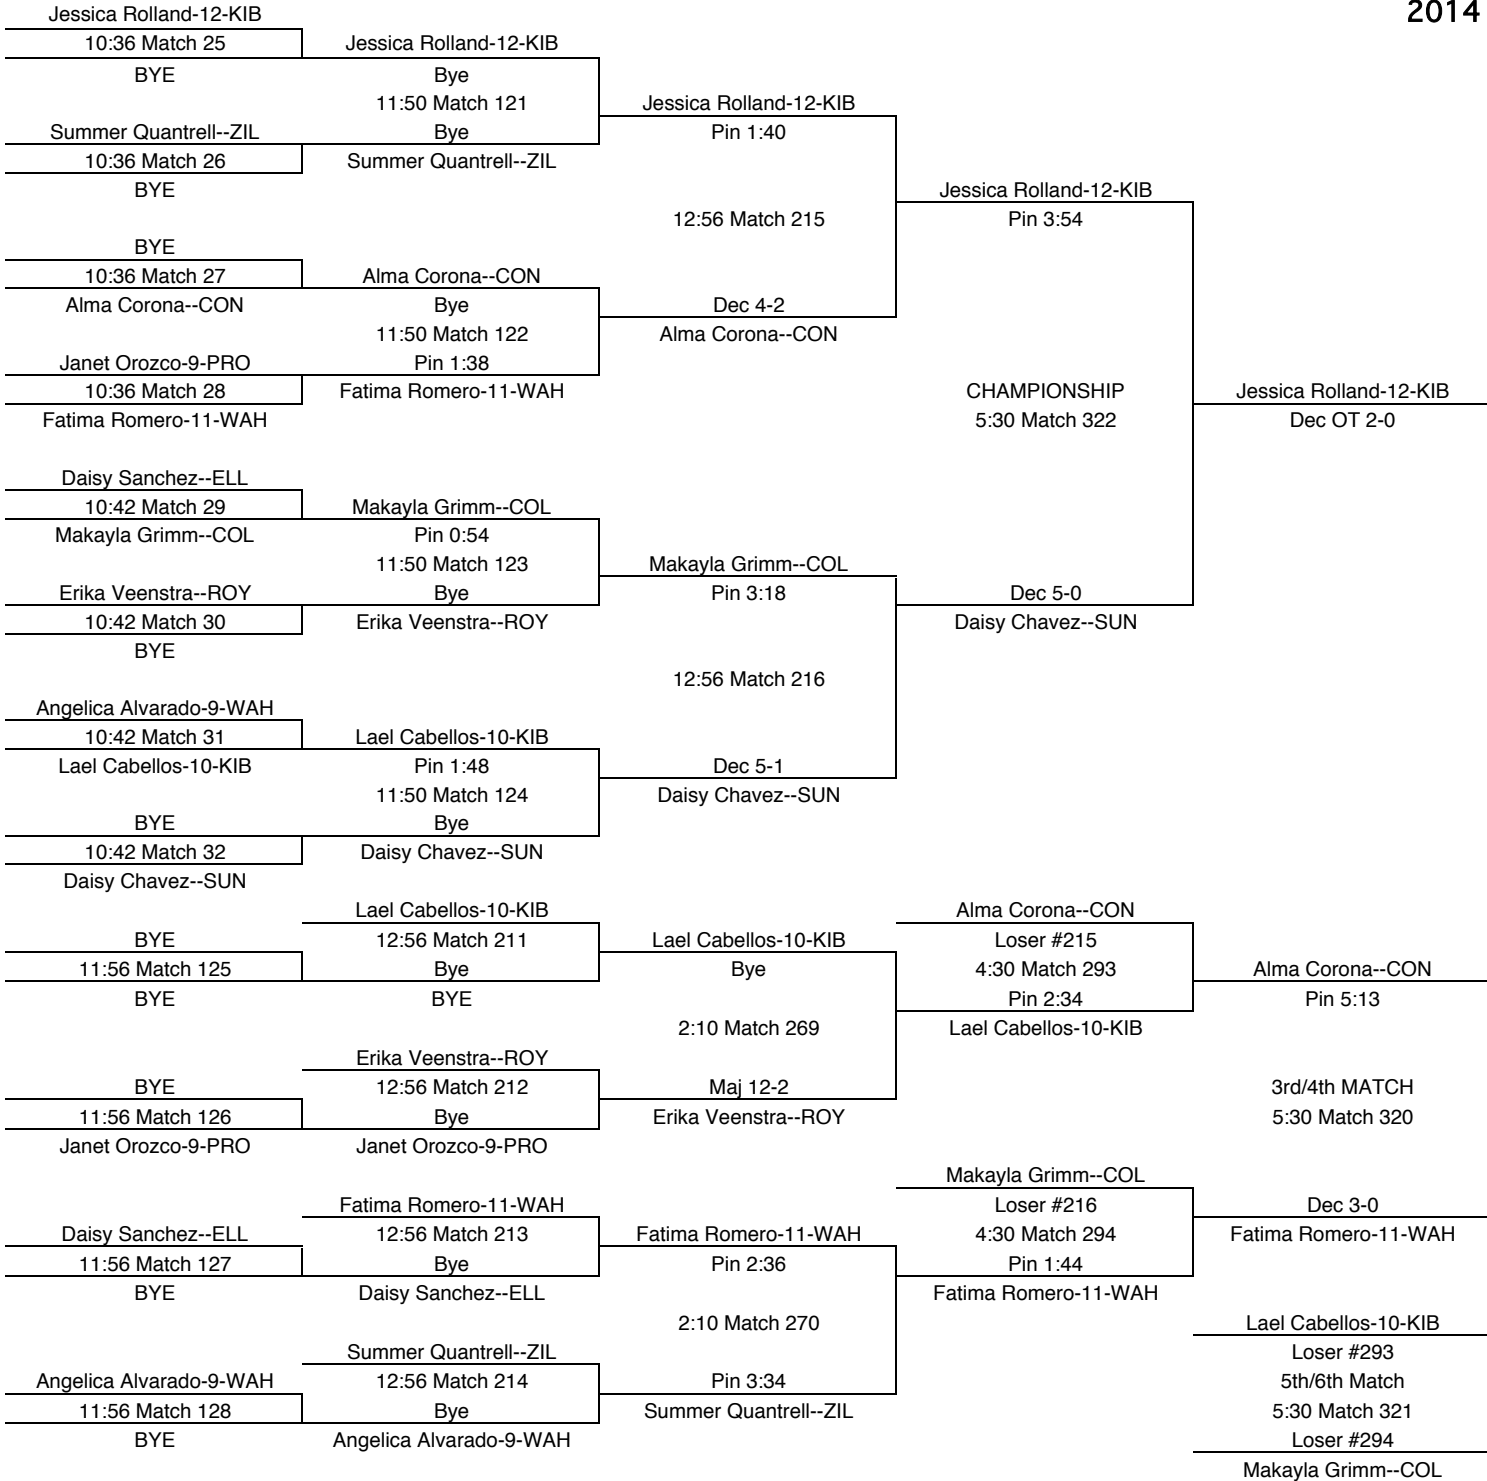 2014
Jessica Rolland-12-KIB
10:36 Match 25
BYE
Summer Quantrell--ZIL
10:36 Match 26
BYE
BYE
10:36 Match 27
Alma Corona--CON
Janet Orozco-9-PRO
10:36 Match 28
Fatima Romero-11-WAH
Daisy Sanchez--ELL
10:42 Match 29
Makayla Grimm--COL
Erika Veenstra--ROY
10:42 Match 30
BYE
Angelica Alvarado-9-WAH
10:42 Match 31
Lael Cabellos-10-KIB
BYE
10:42 Match 32
Daisy Chavez--SUN
Jessica Rolland-12-KIB
Bye
11:50 Match 121
Bye
Summer Quantrell--ZIL
Alma Corona--CON
Bye
11:50 Match 122
Pin 1:38
Fatima Romero-11-WAH
Makayla Grimm--COL
Pin 0:54
11:50 Match 123
Bye
Erika Veenstra--ROY
Lael Cabellos-10-KIB
Pin 1:48
11:50 Match 124
Bye
Daisy Chavez--SUN
Jessica Rolland-12-KIB
Pin 1:40
12:56 Match 215
Dec 4-2
Alma Corona--CON
Makayla Grimm--COL
Pin 3:18
12:56 Match 216
Dec 5-1
Daisy Chavez--SUN
Jessica Rolland-12-KIB
Pin 3:54
CHAMPIONSHIP
5:30 Match 322
Dec 5-0
Daisy Chavez--SUN
Jessica Rolland-12-KIB
Dec OT 2-0
BYE
11:56 Match 125
BYE
BYE
11:56 Match 126
Janet Orozco-9-PRO
Daisy Sanchez--ELL
11:56 Match 127
BYE
Angelica Alvarado-9-WAH
11:56 Match 128
BYE
Lael Cabellos-10-KIB
12:56 Match 211
Bye
BYE
Erika Veenstra--ROY
12:56 Match 212
Bye
Janet Orozco-9-PRO
Fatima Romero-11-WAH
12:56 Match 213
Bye
Daisy Sanchez--ELL
Summer Quantrell--ZIL
12:56 Match 214
Bye
Angelica Alvarado-9-WAH
Lael Cabellos-10-KIB
Bye
2:10 Match 269
Maj 12-2
Erika Veenstra--ROY
Fatima Romero-11-WAH
Pin 2:36
2:10 Match 270
Pin 3:34
Summer Quantrell--ZIL
Alma Corona--CON
Loser #215
4:30 Match 293
Pin 2:34
Lael Cabellos-10-KIB
Makayla Grimm--COL
Loser #216
4:30 Match 294
Pin 1:44
Fatima Romero-11-WAH
Alma Corona--CON
Pin 5:13
3rd/4th MATCH
5:30 Match 320
Dec 3-0
Fatima Romero-11-WAH
Lael Cabellos-10-KIB
Loser #293
5th/6th Match
5:30 Match 321
Loser #294
Makayla Grimm--COL